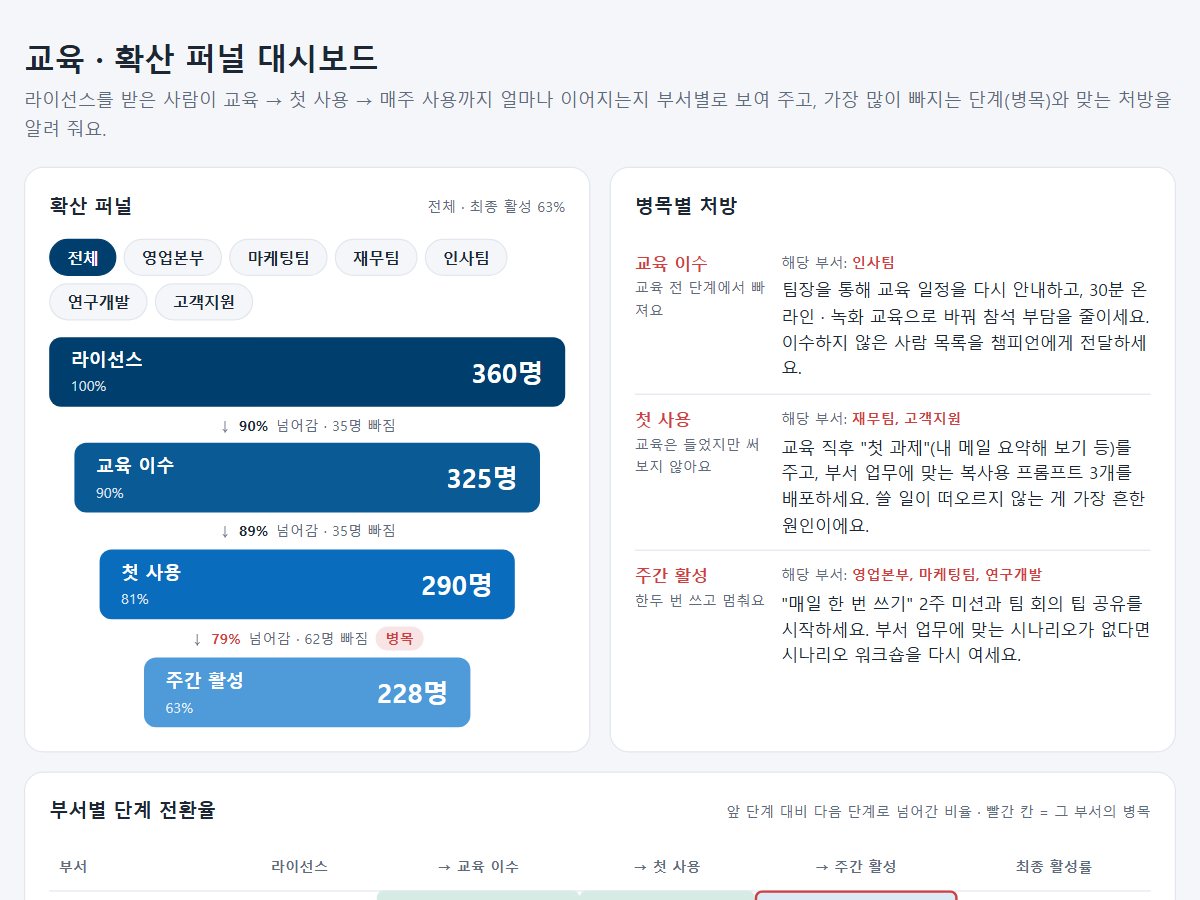 교육 · 확산 퍼널 대시보드
라이선스를 받은 사람이 교육 → 첫 사용 → 매주 사용까지 얼마나 이어지는지 부서별로 보여 주고, 가장 많이 빠지는 단계(병목)와 맞는 처방을
알려 줘요.
확산 퍼널
전체 · 최종 활성 63%
전체
영업본부
마케팅팀
재무팀
인사팀
연구개발
고객지원
라이선스
100%
360명
↓ 90% 넘어감 · 35명 빠짐
교육 이수
90%
325명
↓ 89% 넘어감 · 35명 빠짐
첫 사용
81%
290명
↓ 79% 넘어감 · 62명 빠짐 병목
주간 활성
63%
228명
병목별 처방
교육 이수
교육 전 단계에서 빠
져요
해당 부서: 인사팀
팀장을 통해 교육 일정을 다시 안내하고, 30분 온
라인 · 녹화 교육으로 바꿔 참석 부담을 줄이세요.
이수하지 않은 사람 목록을 챔피언에게 전달하세
요.
첫 사용
교육은 들었지만 써
보지 않아요
해당 부서: 재무팀, 고객지원
교육 직후 "첫 과제"(내 메일 요약해 보기 등)를
주고, 부서 업무에 맞는 복사용 프롬프트 3개를
배포하세요. 쓸 일이 떠오르지 않는 게 가장 흔한
원인이에요.
주간 활성
한두 번 쓰고 멈춰요
해당 부서: 영업본부, 마케팅팀, 연구개발
"매일 한 번 쓰기" 2주 미션과 팀 회의 팁 공유를
시작하세요. 부서 업무에 맞는 시나리오가 없다면
시나리오 워크숍을 다시 여세요.
부서별 단계 전환율
앞 단계 대비 다음 단계로 넘어간 비율 · 빨간 칸 = 그 부서의 병목
부서
라이선스
→ 교육 이수
→ 첫 사용
→ 주간 활성
최종 활성률